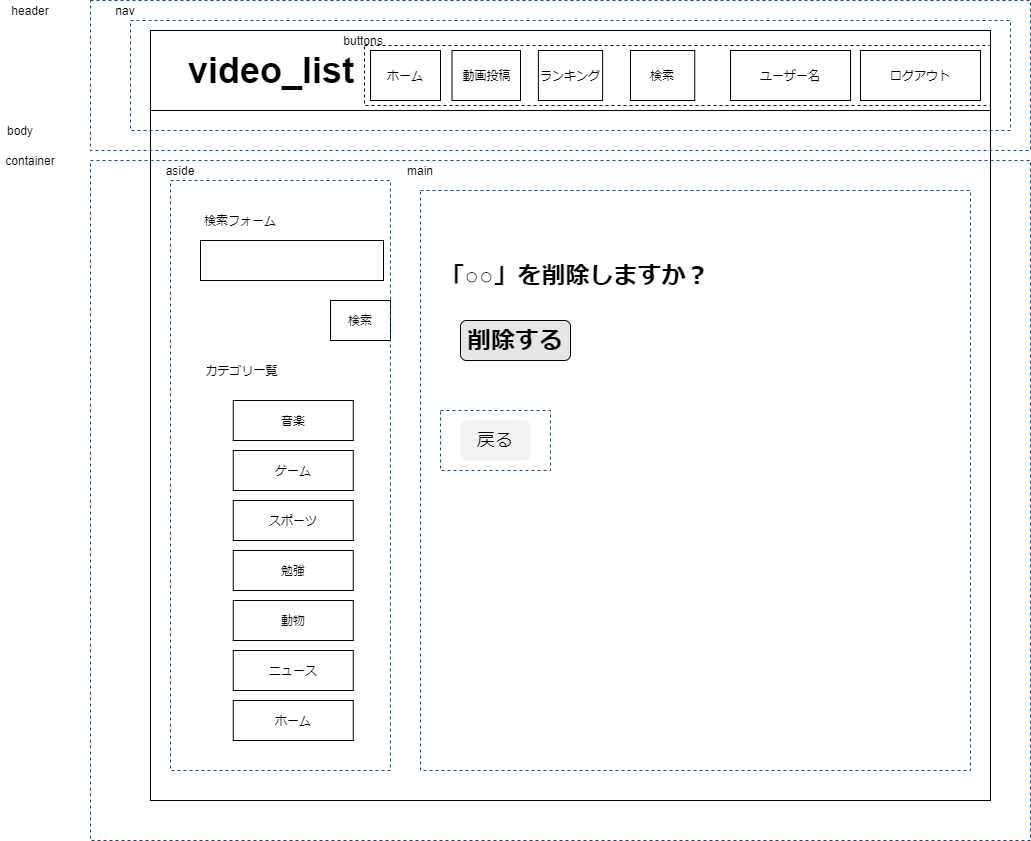 header
nav
buttons
video_list
ホーム
動画投稿
ランキング
検索
ユーザー名
ログアウト
body
container
aside
main
検索フォーム
検索
カテゴリ一覧
音楽
ゲーム
スポーツ
勉強
動物
ニュース
ホーム
「○○」を削除しますか？
削除する
戻る